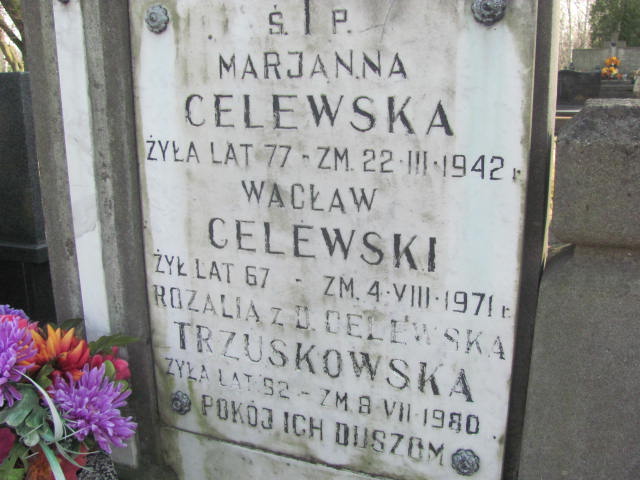 Ś. † P.
MARJANNA
CELEWSKA
ŻYŁA LAT 77 - ZM. 22·III·1942 r.
WACŁAW
CELEWSKI
ŻYŁ LAT 67 - ZM. 4·VIII·1971 r.
ROZALIA z D. CELEWSKA
TRZUSKOWSKA
ŻYŁA LAT 92 - ZM 8·VII·1980
POKÓJ ICH DUSZOM